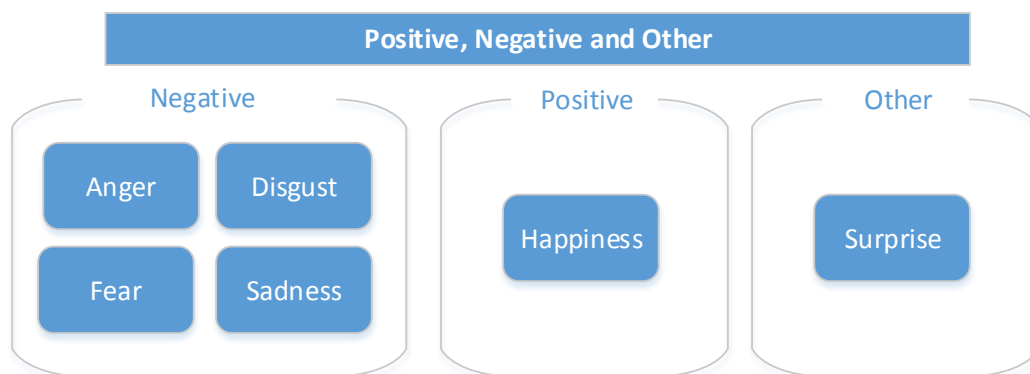 Positive, Negative and Other
Negative
Positive
Other
Anger
Disgust
Fear
Sadness
Happiness
Surprise